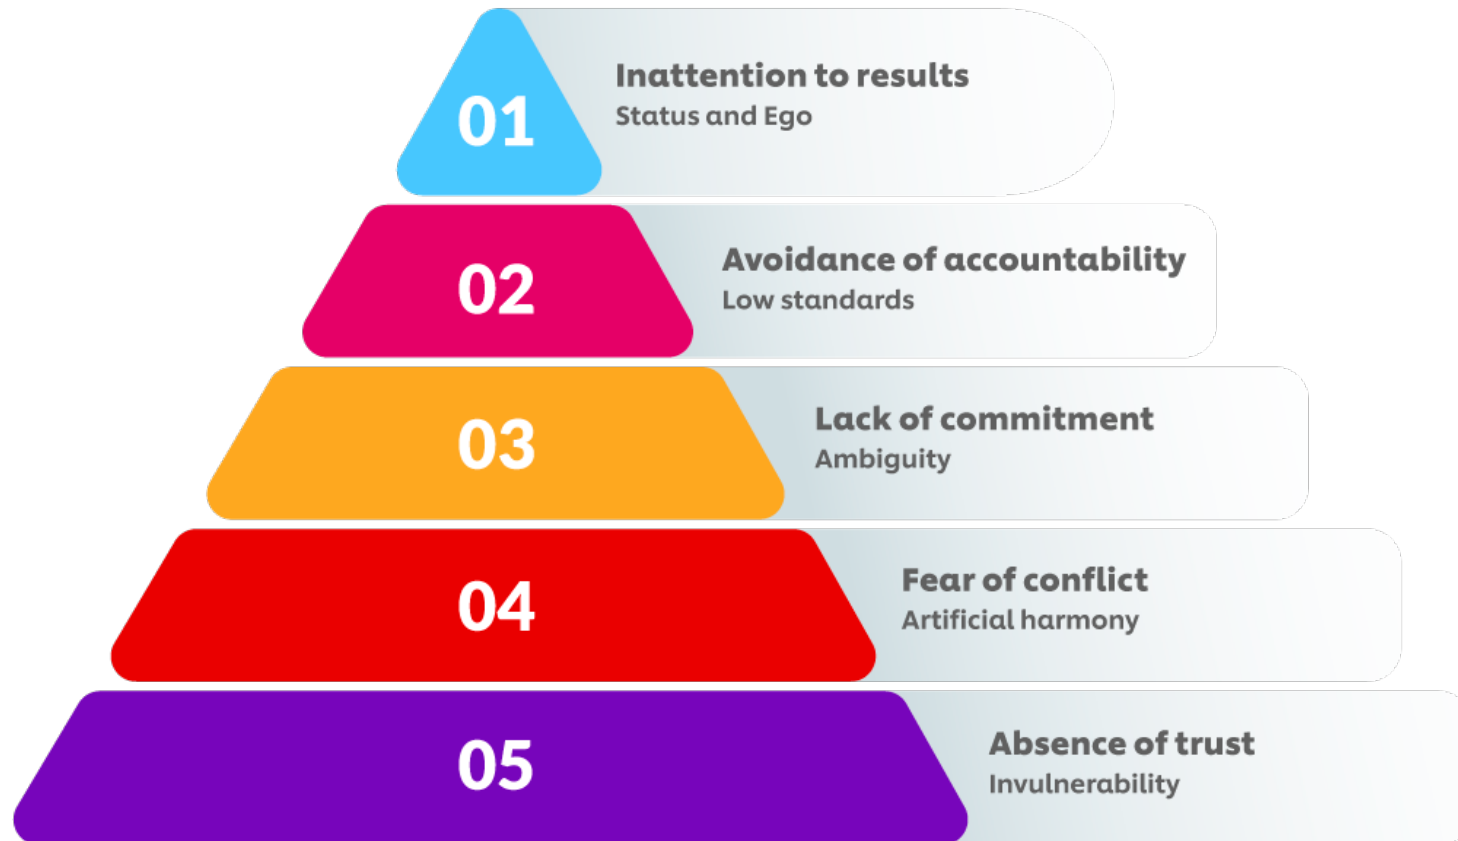 01
Inattention to results
Status and Ego
02
Avoidance of accountability
Low standards
03
Lack of commitment
Ambiguity
04
Fear of conflict
Artificial harmony
05
Absence of trust
Invulnerability